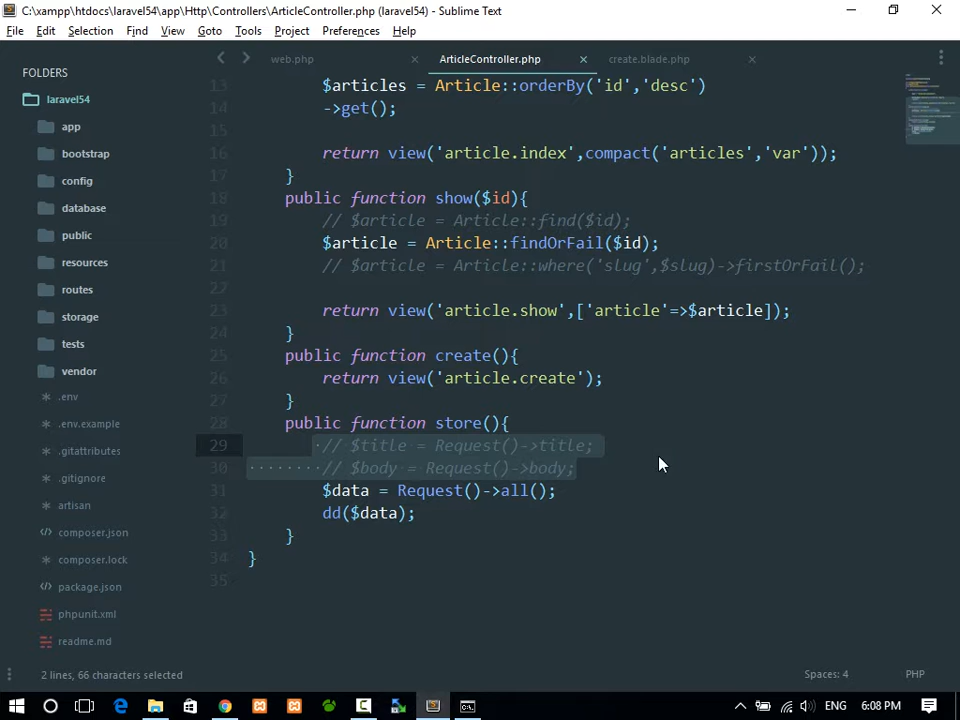 C:\xampp\htdocs\laravel54\app\Http\Controllers\ArticleController.php (laravel54) - Sublime Text
File Edit Selection Find View Goto Tools Project Preferences Help
FOLDERS
laravel54
app
bootstrap
config
database
public
resources
routes
storage
tests
vendor
.env
.env.example
.gitattributes
.gitignore
artisan
composer.json
composer.lock
package.json
phpunit.xml
readme.md
web.php ArticleController.php create.blade.php
13 $articles = Article::orderBy('id','desc')
14 ->get();
15
16 return view('article.index',compact('articles','var'));
17 }
18 public function show($id){
19 // $article = Article::find($id);
20 $article = Article::findOrFail($id);
21 // $article = Article::where('slug',$slug)->firstOrFail();
22
23 return view('article.show',['article'=>$article]);
24 }
25 public function create(){
26 return view('article.create');
27 }
28 public function store(){
29 // $title = Request()->title;
30 // $body = Request()->body;
31 $data = Request()->all();
32 dd($data);
33 }
34 }
35
2 lines, 66 characters selected Spaces: 4 PHP
ENG 6:08 PM